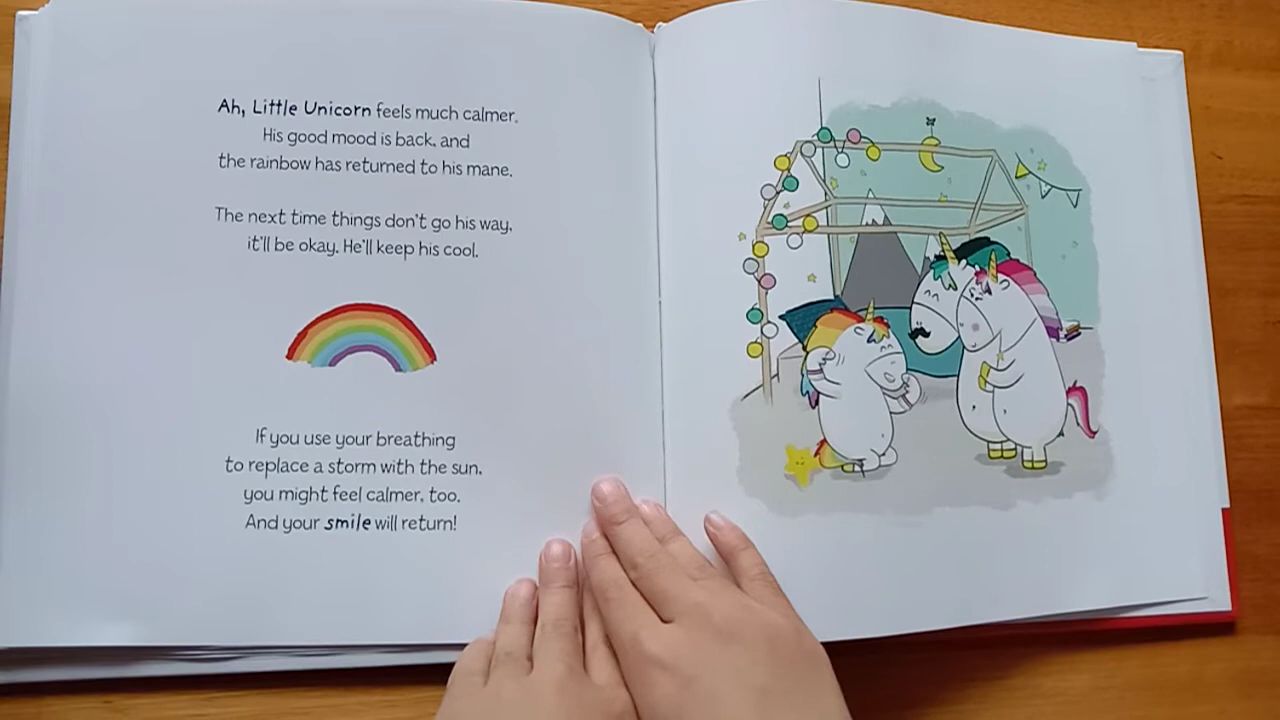 Ah, Little Unicorn feels much calmer.
His good mood is back, and
the rainbow has returned to his mane.
The next time things don't go his way,
it'll be okay. He'll keep his cool.
If you use your breathing
to replace a storm with the sun,
you might feel calmer, too.
And your smile will return!